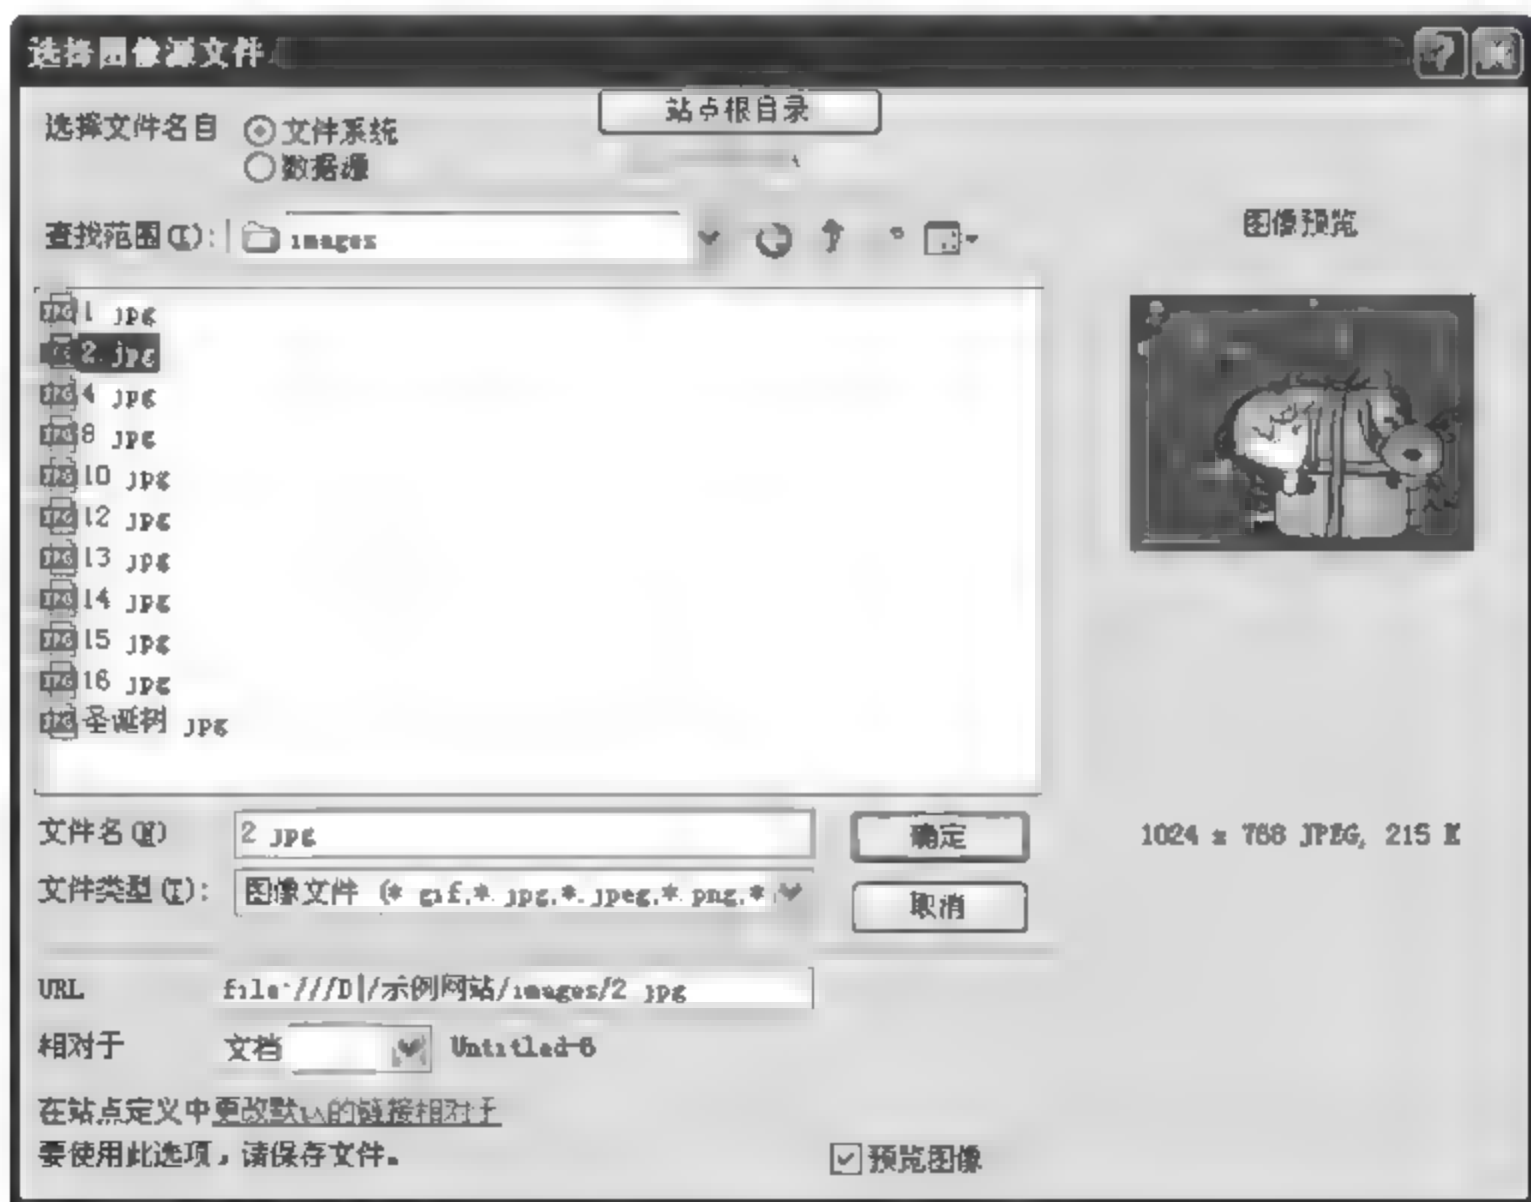 选择图像源文件
选择文件名自 文件系统 站点根目录
数据源
查找范围(I): images 图像预览
1.jpg
2.jpg
4.jpg
8.jpg
10.jpg
12.jpg
13.jpg
14.jpg
15.jpg
16.jpg
圣诞树.jpg
文件名(N) 2.jpg 确定 1024 x 768 JPEG, 215 K
文件类型(T): 图像文件 (*.gif,*.jpg,*.jpeg,*.png,* 取消
URL file:///D|/示例网站/images/2.jpg
相对于 文档 Untitled-6
在站点定义中更改默认的链接相对于
要使用此选项，请保存文件。 预览图像